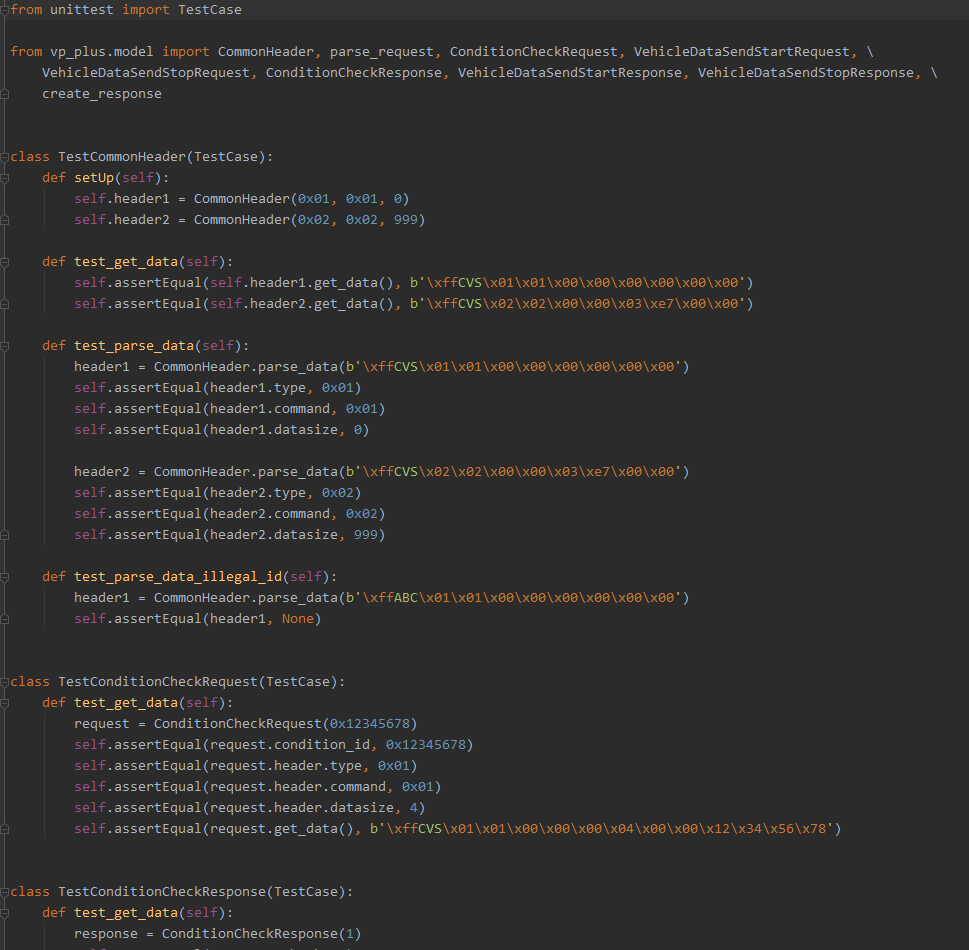 from unittest import TestCase
from vp_plus.model import CommonHeader, parse_request, ConditionCheckRequest, VehicleDataSendStartRequest, \
    VehicleDataSendStopRequest, ConditionCheckResponse, VehicleDataSendStartResponse, VehicleDataSendStopResponse, \
    create_response
class TestCommonHeader(TestCase):
    def setUp(self):
        self.header1 = CommonHeader(0x01, 0x01, 0)
        self.header2 = CommonHeader(0x02, 0x02, 999)
    def test_get_data(self):
        self.assertEqual(self.header1.get_data(), b'\xffCVS\x01\x01\x00\x00\x00\x00\x00\x00')
        self.assertEqual(self.header2.get_data(), b'\xffCVS\x02\x02\x00\x00\x03\xe7\x00\x00')
    def test_parse_data(self):
        header1 = CommonHeader.parse_data(b'\xffCVS\x01\x01\x00\x00\x00\x00\x00\x00')
        self.assertEqual(header1.type, 0x01)
        self.assertEqual(header1.command, 0x01)
        self.assertEqual(header1.datasize, 0)
        header2 = CommonHeader.parse_data(b'\xffCVS\x02\x02\x00\x00\x03\xe7\x00\x00')
        self.assertEqual(header2.type, 0x02)
        self.assertEqual(header2.command, 0x02)
        self.assertEqual(header2.datasize, 999)
    def test_parse_data_illegal_id(self):
        header1 = CommonHeader.parse_data(b'\xffABC\x01\x01\x00\x00\x00\x00\x00\x00')
        self.assertEqual(header1, None)
class TestConditionCheckRequest(TestCase):
    def test_get_data(self):
        request = ConditionCheckRequest(0x12345678)
        self.assertEqual(request.condition_id, 0x12345678)
        self.assertEqual(request.header.type, 0x01)
        self.assertEqual(request.header.command, 0x01)
        self.assertEqual(request.header.datasize, 4)
        self.assertEqual(request.get_data(), b'\xffCVS\x01\x01\x00\x00\x00\x04\x00\x00\x12\x34\x56\x78')
class TestConditionCheckResponse(TestCase):
    def test_get_data(self):
        response = ConditionCheckResponse(1)